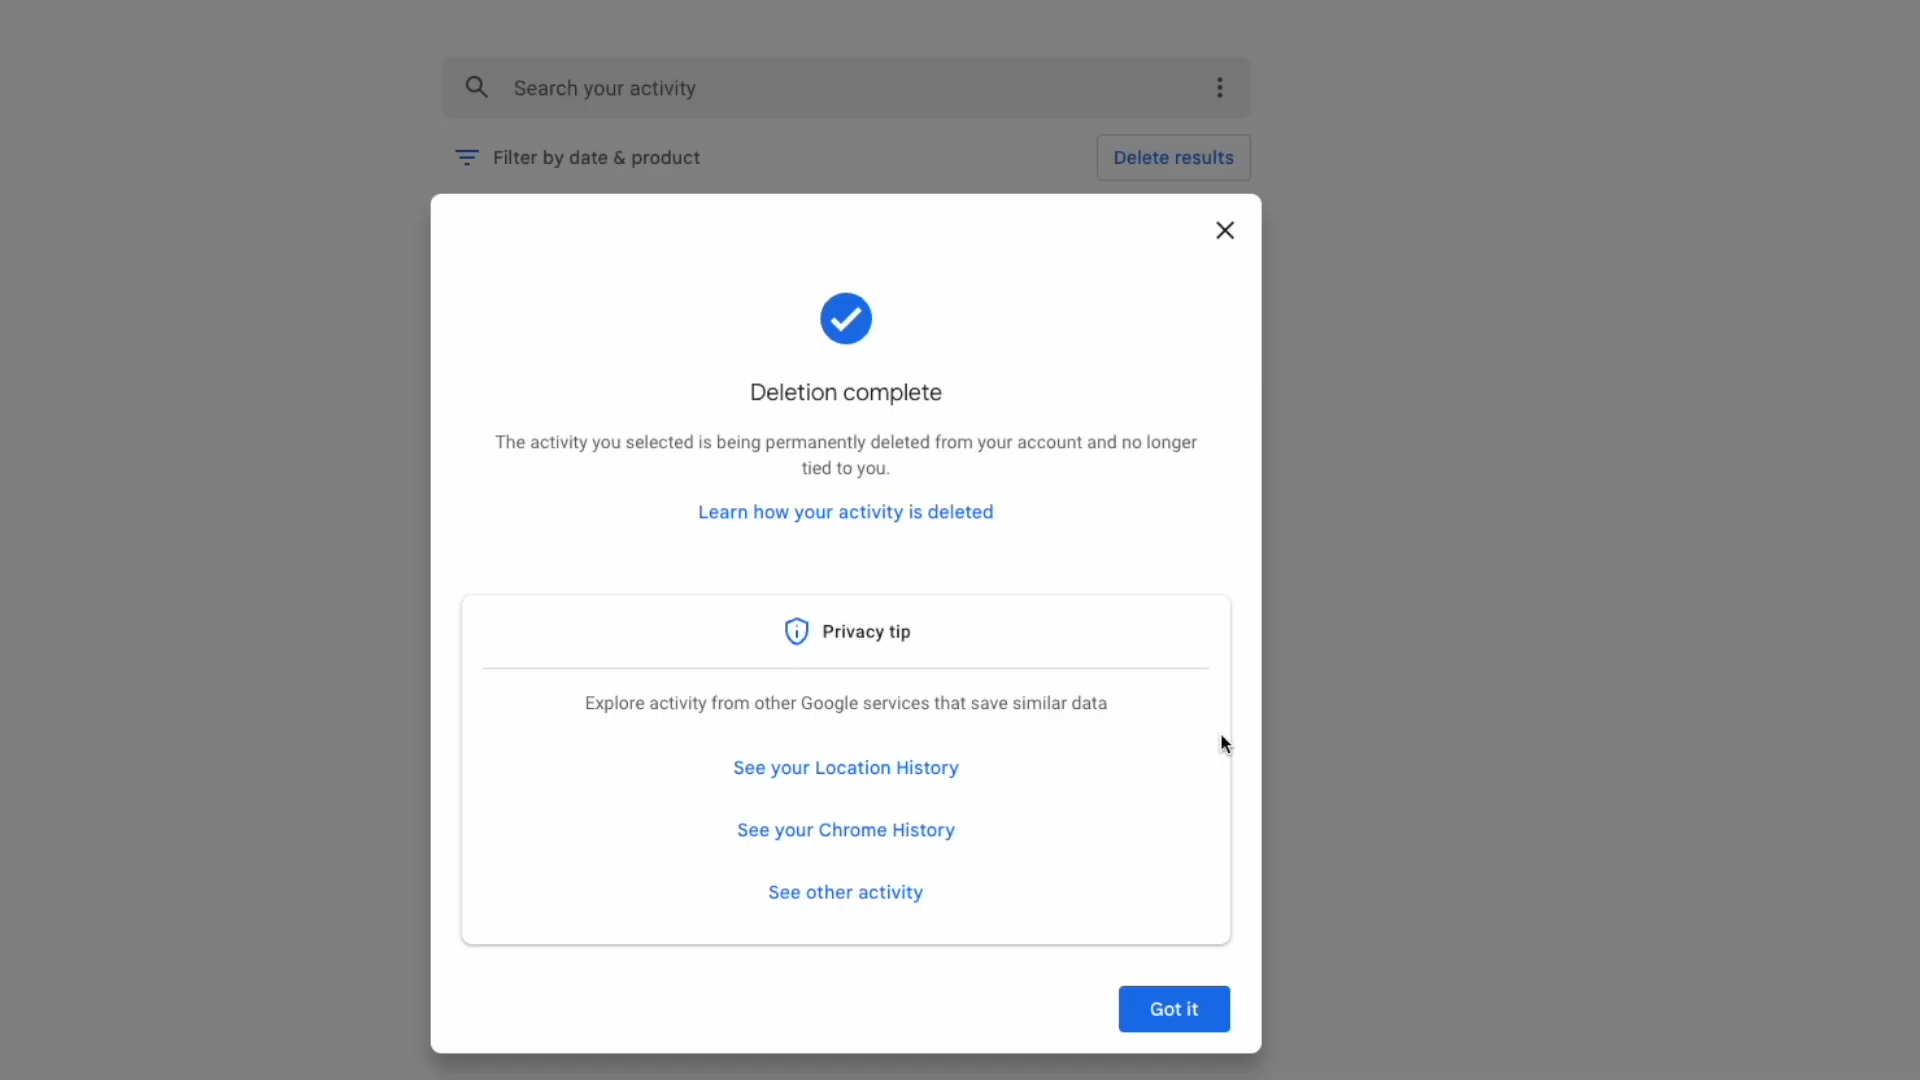 Search your activity
Filter by date & product
Delete results
Deletion complete
The activity you selected is being permanently deleted from your account and no longer
tied to you.
Learn how your activity is deleted
Privacy tip
Explore activity from other Google services that save similar data
See your Location History
See your Chrome History
See other activity
Got it